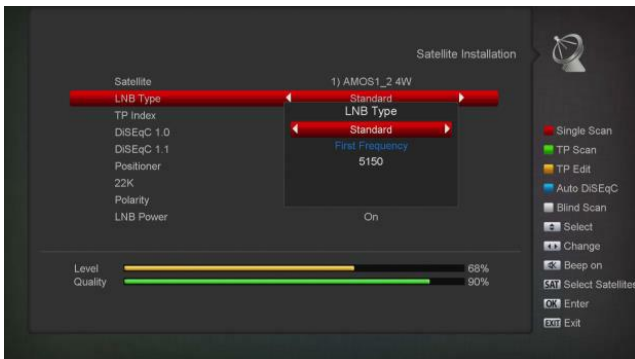 Satellite Installation
Satellite 1) AMOS1_2 4W
LNB Type Standard
TP Index
DiSEqC 1.0
DiSEqC 1.1
Positioner
22K
Polarity
LNB Power On
LNB Type
Standard
First Frequency
5150
Level 68%
Quality 90%
Single Scan
TP Scan
TP Edit
Auto DiSEqC
Blind Scan
Select
Change
Beep on
SAT Select Satelliter
OK Enter
EXIT Exit